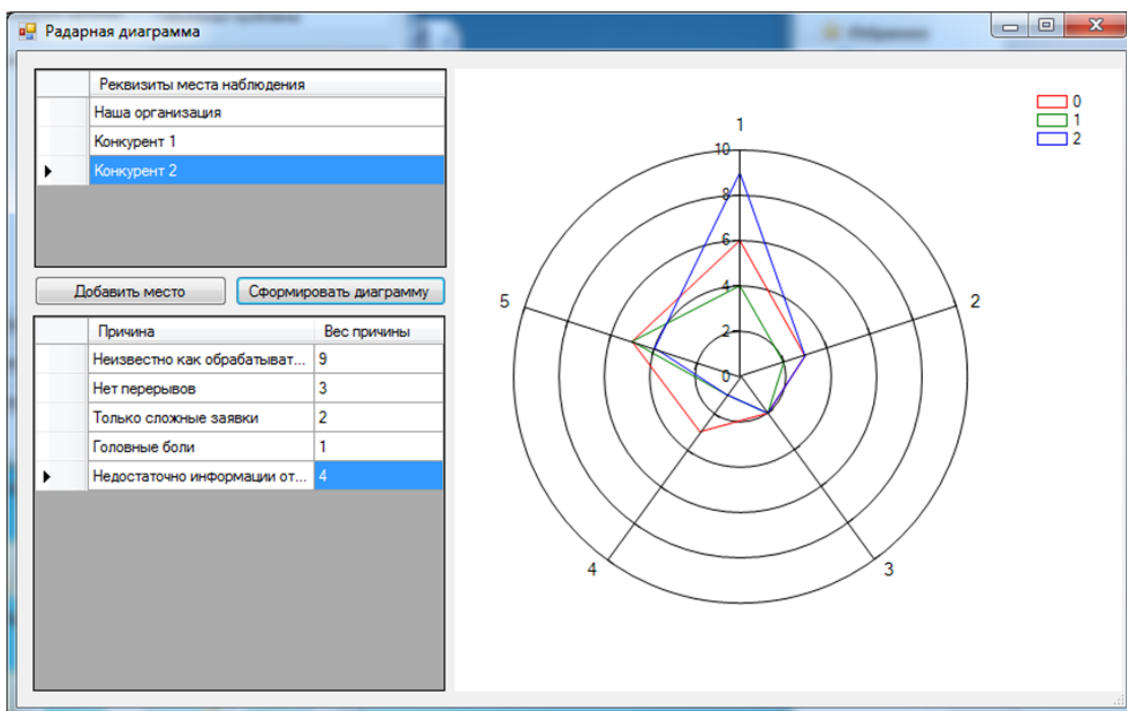 Радарная диаграмма
Реквизиты места наблюдения
Наша организация
Конкурент 1
Конкурент 2
Добавить место
Сформировать диаграмму
Причина Вес причины
Неизвестно как обрабатыват... 9
Нет перерывов 3
Только сложные заявки 2
Головные боли 1
Недостаточно информации от... 4
0
1
2
1
10
8
6
4
2
0
5
2
4
3